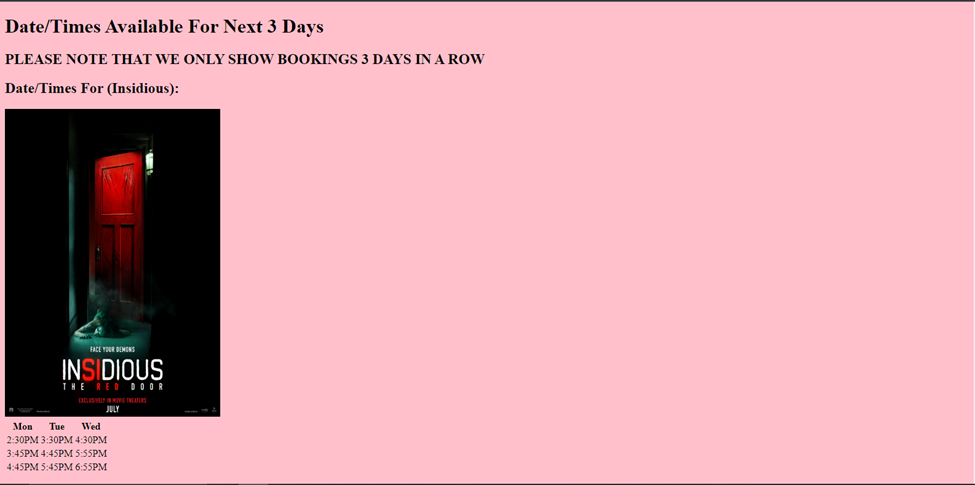 Date/Times Available For Next 3 Days
PLEASE NOTE THAT WE ONLY SHOW BOOKINGS 3 DAYS IN A ROW
Date/Times For (Insidious):
FACE YOUR DEMONS
INSIDIOUS
THE RED DOOR
EXCLUSIVELY IN MOVIE THEATERS
JULY
Mon Tue Wed
2:30PM 3:30PM 4:30PM
3:45PM 4:45PM 5:55PM
4:45PM 5:45PM 6:55PM